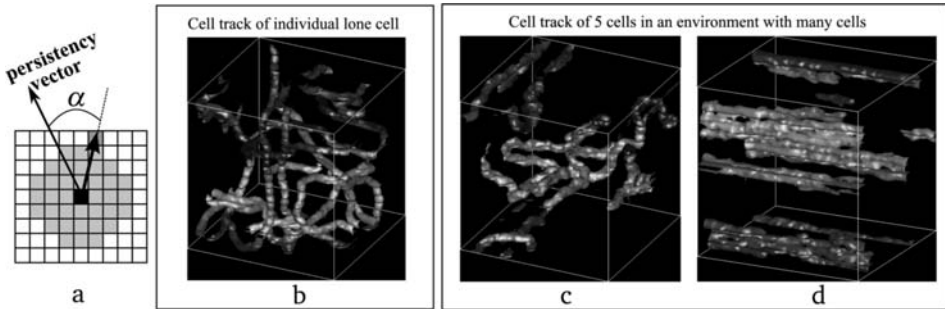 Cell track of individual lone cell
Cell track of 5 cells in an environment with many cells
persistency
vector
α
a
b
c
d